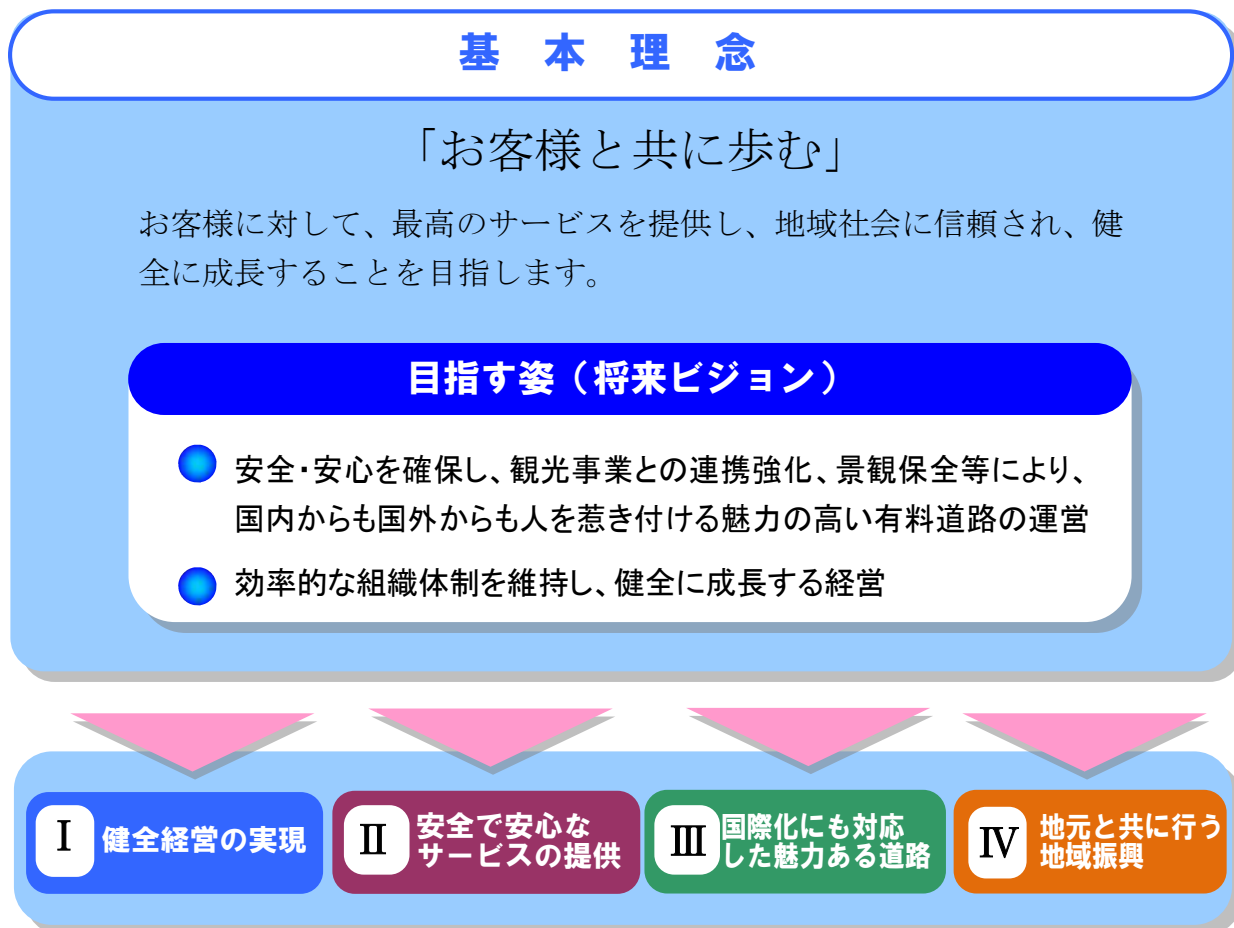 基 本 理 念
「お客様と共に歩む」
お客様に対して、最高のサービスを提供し、地域社会に信頼され、健
全に成長することを目指します。
目指す姿（将来ビジョン）
安全・安心を確保し、観光事業との連携強化、景観保全等により、
国内からも国外からも人を惹き付ける魅力の高い有料道路の運営
効率的な組織体制を維持し、健全に成長する経営
Ⅰ 健全経営の実現
Ⅱ 安全で安心な
サービスの提供
Ⅲ 国際化にも対応
した魅力ある道路
Ⅳ 地元と共に行う
地域振興